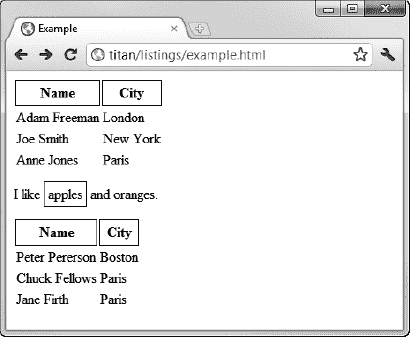 Example
titan/listings/example.html
Name City
Adam Freeman London
Joe Smith New York
Anne Jones Paris
I like apples and oranges.
Name City
Peter Pererson Boston
Chuck Fellows Paris
Jane Firth Paris